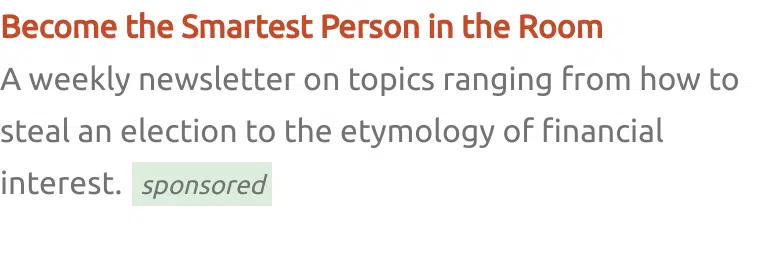 Become the Smartest Person in the Room
A weekly newsletter on topics ranging from how to
steal an election to the etymology of financial
interest. sponsored